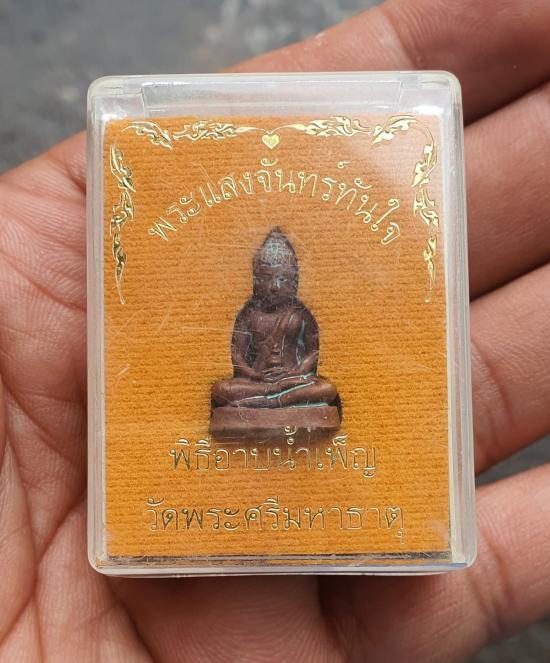 พระแสงจันทร์ทันใจ
พิธีอาบน้ำเพ็ญ
วัดพระศรีมหาธาตุ